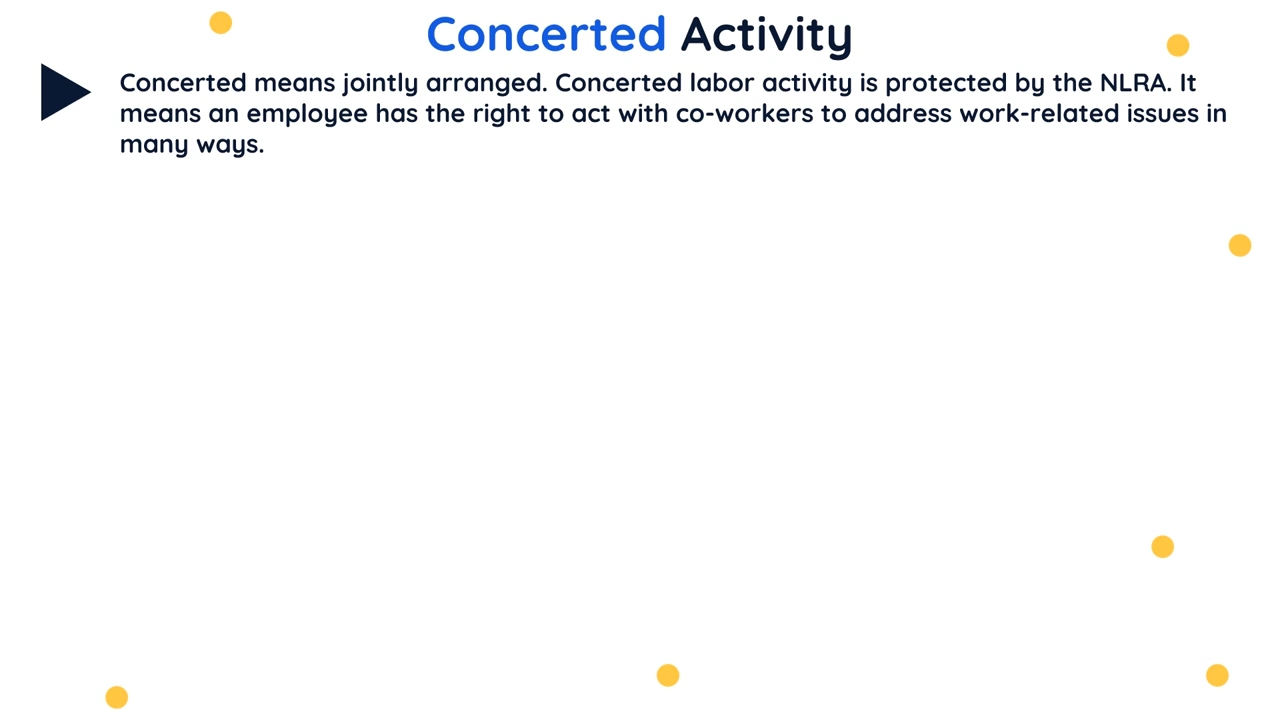 Concerted Activity
Concerted means jointly arranged. Concerted labor activity is protected by the NLRA. It
means an employee has the right to act with co-workers to address work-related issues in
many ways.